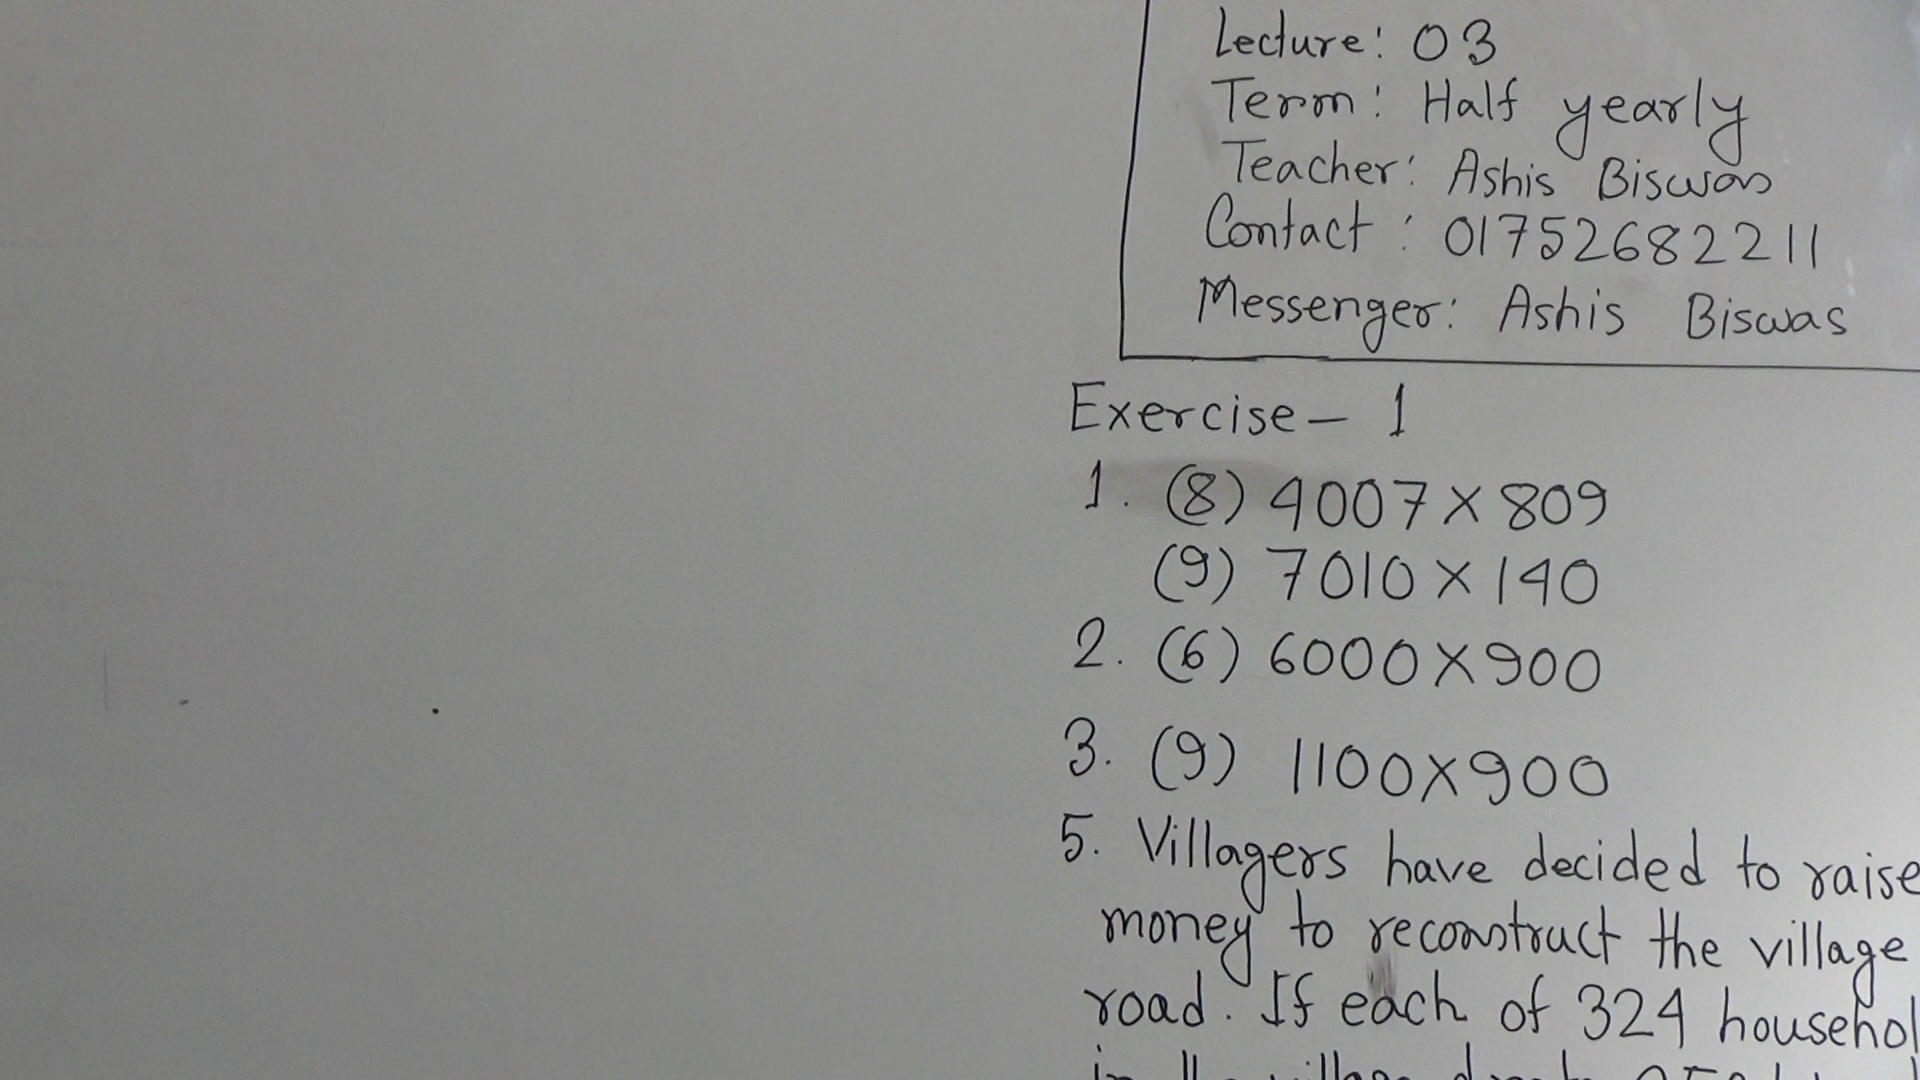 Lecture: 03
Term: Half yearly
Teacher: Ashis Biswas
Contact: 01752682211
Messenger: Ashis Biswas
Exercise- 1
1. (8) 4007×809
(9) 7010×140
2. (6) 6000×900
3. (9) 1100×900
5. Villagers have decided to raise
money to reconstruct the village
road. If each of 324 househol